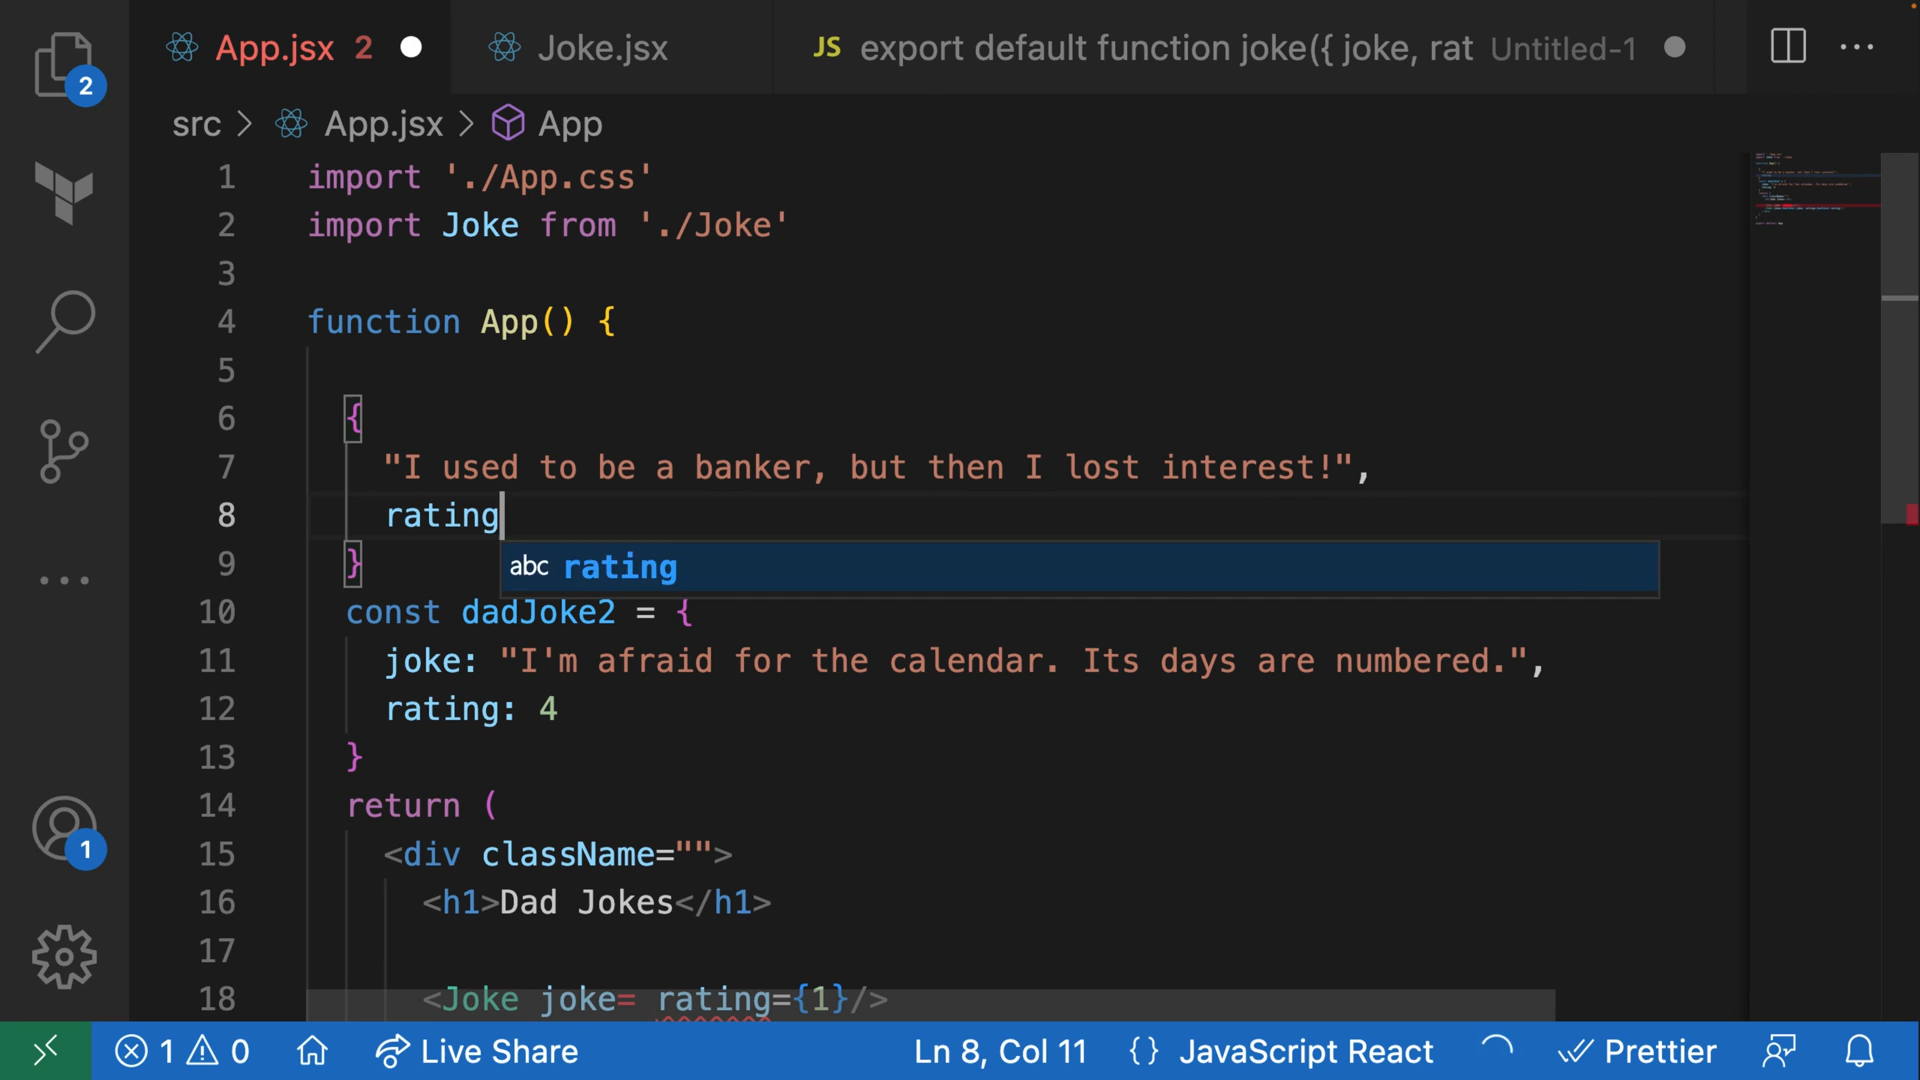 App.jsx 2
Joke.jsx
JS export default function joke({ joke, rat Untitled-1
2
src > App.jsx > App
1 import './App.css'
2 import Joke from './Joke'
3
4 function App() {
5
6 {
7 "I used to be a banker, but then I lost interest!",
8 rating
9 }
abc rating
10 const dadJoke2 = {
11 joke: "I'm afraid for the calendar. Its days are numbered.",
12 rating: 4
13 }
14 return (
15 <div className="">
16 <h1>Dad Jokes</h1>
17
18 <Joke joke= rating={1}/>
1
1 0 Live Share Ln 8, Col 11 {} JavaScript React Prettier